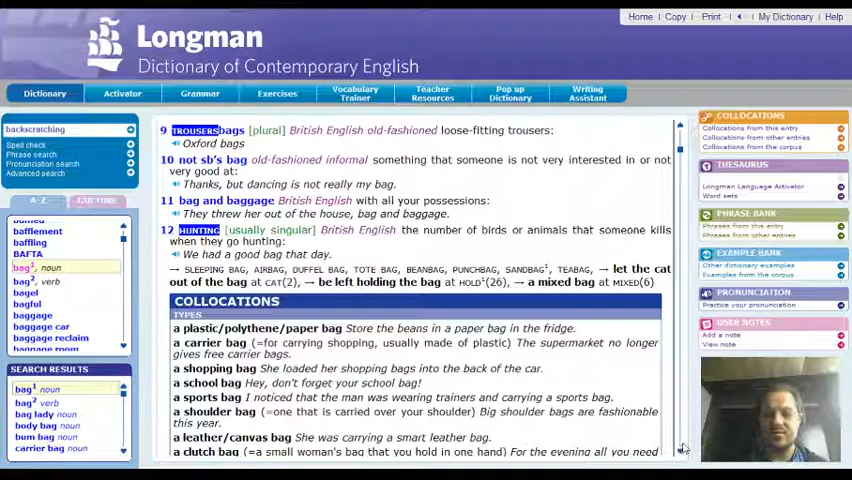 Home | Copy | Print | My Dictionary | Help
Longman
Dictionary of Contemporary English
Dictionary
Activator
Grammar
Exercises
Vocabulary
Trainer
Teacher
Resources
Pop up
Dictionary
Writing
Assistant
backscratching
Spell check
Phrase search
Pronunciation search
Advanced search
A-Z
CULTURE
bafflement
baffling
BAFTA
bag1, noun
bag2, verb
bagel
bagful
baggage
baggage car
baggage reclaim
baggage room
SEARCH RESULTS
bag1 noun
bag2 verb
bag lady noun
body bag noun
bum bag noun
carrier bag noun
9 TROUSERS bags [plural] British English old-fashioned loose-fitting trousers:
Oxford bags
10 not sb's bag old-fashioned informal something that someone is not very interested in or not
very good at:
Thanks, but dancing is not really my bag.
11 bag and baggage British English with all your possessions:
They threw her out of the house, bag and baggage.
12 HUNTING [usually singular] British English the number of birds or animals that someone kills
when they go hunting:
We had a good bag that day.
→ SLEEPING BAG, AIRBAG, DUFFEL BAG, TOTE BAG, BEANBAG, PUNCHBAG, SANDBAG1, TEABAG, → let the cat
out of the bag at CAT(2), → be left holding the bag at HOLD1(26), → a mixed bag at MIXED(6)
COLLOCATIONS
TYPES
a plastic/polythene/paper bag Store the beans in a paper bag in the fridge.
a carrier bag (=for carrying shopping, usually made of plastic) The supermarket no longer
gives free carrier bags.
a shopping bag She loaded her shopping bags into the back of the car.
a school bag Hey, don't forget your school bag!
a sports bag I noticed that the man was wearing trainers and carrying a sports bag.
a shoulder bag (=one that is carried over your shoulder) Big shoulder bags are fashionable
this year.
a leather/canvas bag She was carrying a smart leather bag.
a clutch bag (=a small woman's bag that you hold in one hand) For the evening all you need
COLLOCATIONS
Collocations from this entry
Collocations from other entries
Collocations from the corpus
THESAURUS
Longman Language Activator
Word sets
PHRASE BANK
Phrases from this entry
Phrases from other entries
EXAMPLE BANK
Other dictionary examples
Examples from the corpus
PRONUNCIATION
Practice your pronunciation
USER NOTES
Add a note
View note